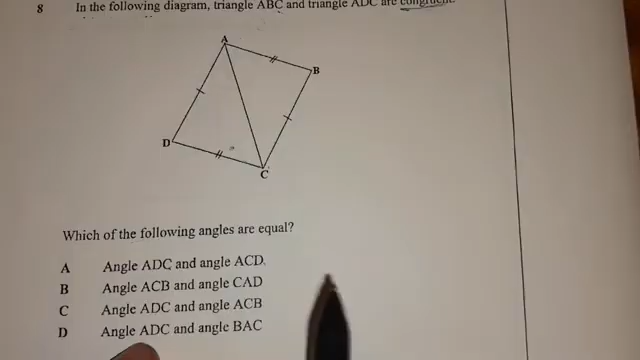 8 In the following diagram, triangle ABC and triangle ADC are congruent.
A
B
D
C
Which of the following angles are equal?
A Angle ADC and angle ACD.
B Angle ACB and angle CAD
C Angle ADC and angle ACB
D Angle ADC and angle BAC